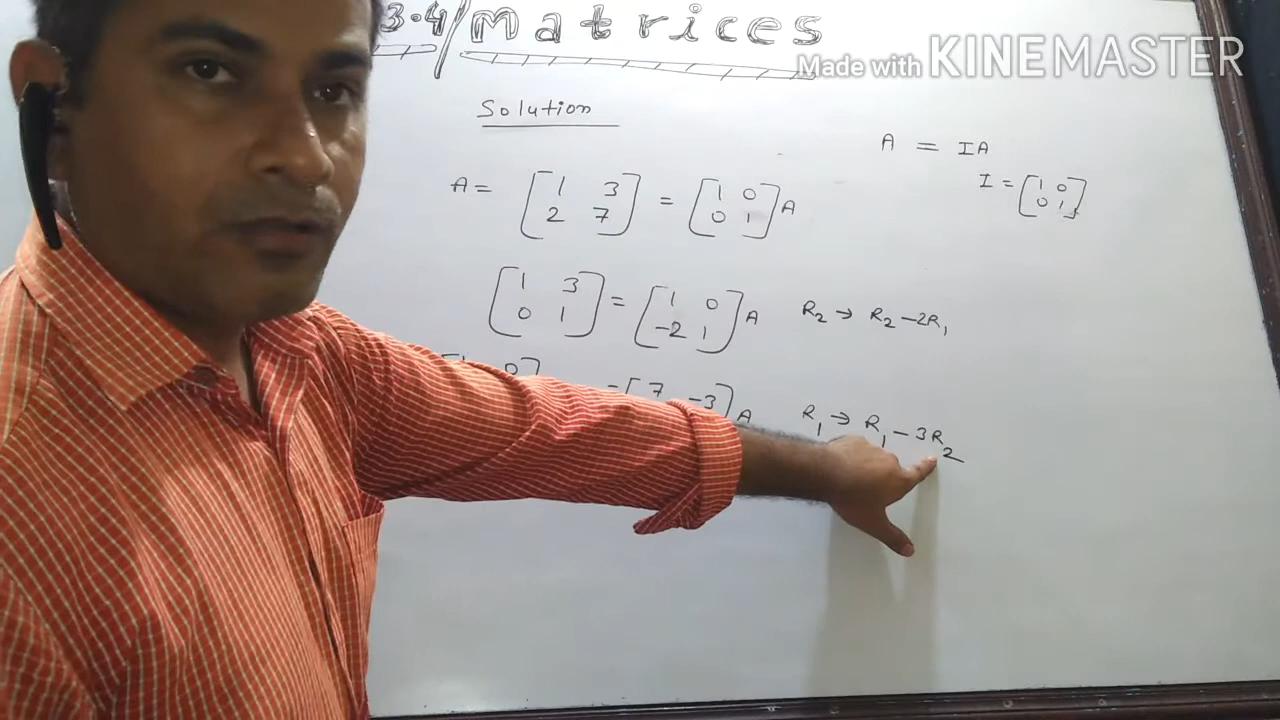 3.4/Matrices
Made with KINEMASTER
Solution
A = IA
I = [1 0
0 1]
A = [1 3
2 7] = [1 0
0 1] A
[1 3
0 1] = [1 0
-2 1] A R₂ → R₂ - 2R₁
0] = [7 -3] A R₁ → R₁ - 3R₂